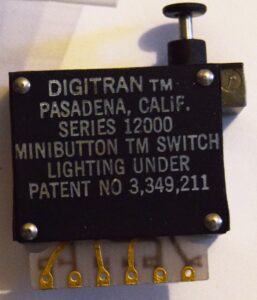 DIGITRAN TM
PASADENA, CALIF.
SERIES 12000
MINIBUTTON TM SWITCH
LIGHTING UNDER
PATENT NO 3,349,211